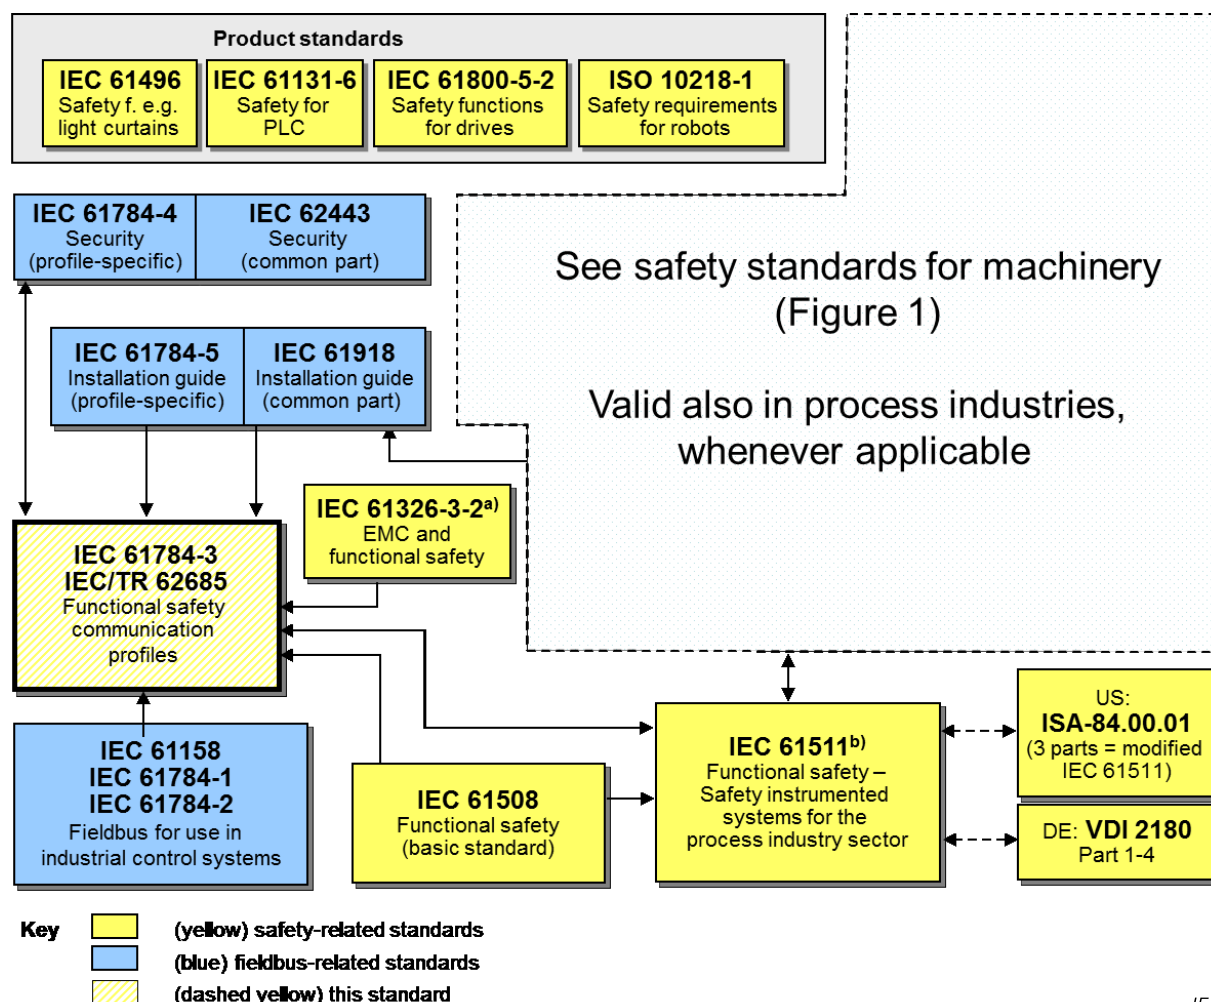 Product standards
IEC 61496
Safety f. e.g.
light curtains
IEC 61131-6
Safety for
PLC
IEC 61800-5-2
Safety functions
for drives
ISO 10218-1
Safety requirements
for robots
IEC 61784-4
Security
(profile-specific)
IEC 62443
Security
(common part)
See safety standards for machinery
(Figure 1)
Valid also in process industries,
whenever applicable
IEC 61784-5
Installation guide
(profile-specific)
IEC 61918
Installation guide
(common part)
IEC 61326-3-2a)
EMC and
functional safety
IEC 61784-3
IEC/TR 62685
Functional safety
communication
profiles
IEC 61158
IEC 61784-1
IEC 61784-2
Fieldbus for use in
industrial control systems
IEC 61508
Functional safety
(basic standard)
IEC 61511b)
Functional safety –
Safety instrumented
systems for the
process industry sector
US:
ISA-84.00.01
(3 parts = modified
IEC 61511)
DE: VDI 2180
Part 1-4
Key
(yellow) safety-related standards
(blue) fieldbus-related standards
(dashed yellow) this standard